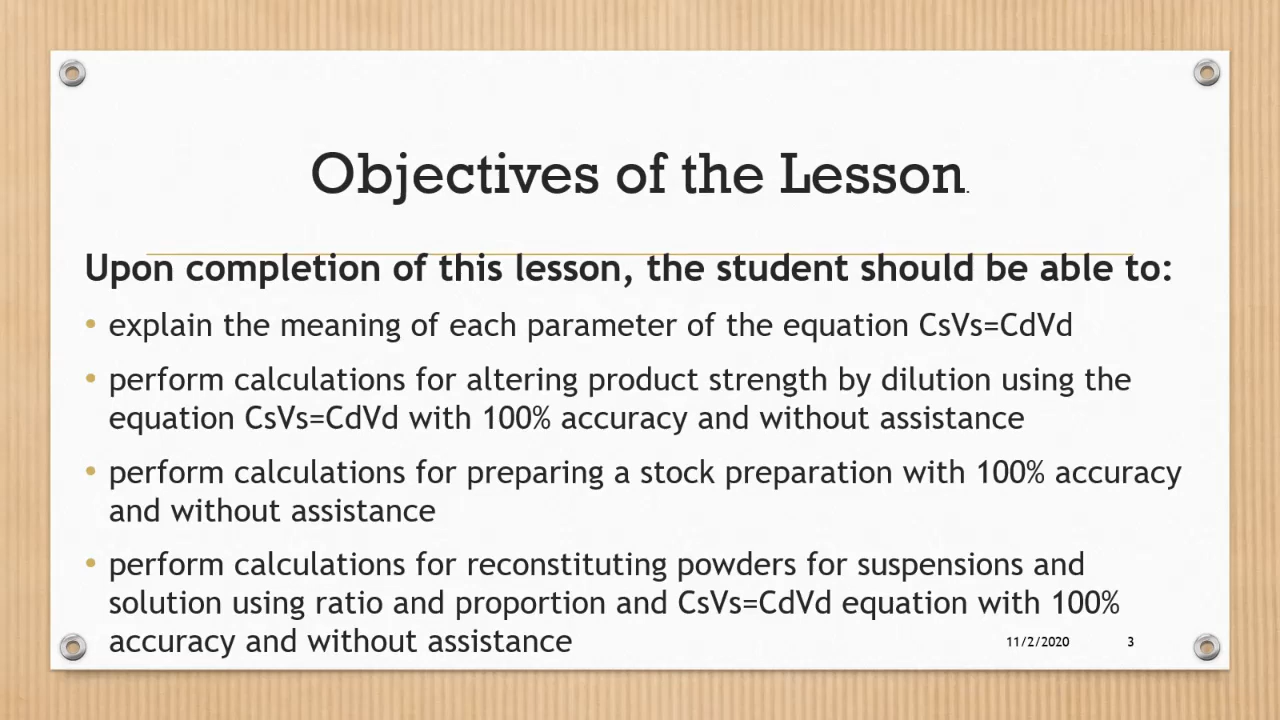 Objectives of the Lesson.
Upon completion of this lesson, the student should be able to:
• explain the meaning of each parameter of the equation CsVs=CdVd
• perform calculations for altering product strength by dilution using the
equation CsVs=CdVd with 100% accuracy and without assistance
• perform calculations for preparing a stock preparation with 100% accuracy
and without assistance
• perform calculations for reconstituting powders for suspensions and
solution using ratio and proportion and CsVs=CdVd equation with 100%
accuracy and without assistance
11/2/2020 3